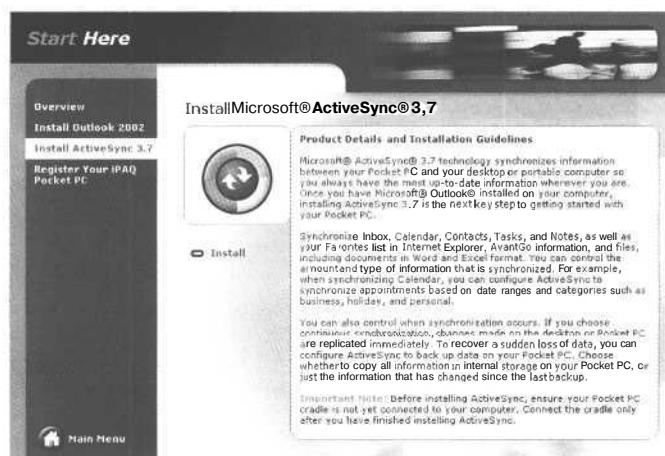 Start Here
Overview
Install Outlook 2002
Install ActiveSync 3.7
Register Your iPAQ
Pocket PC
Main Menu
InstallMicrosoft®ActiveSync®3,7
Install
Product Details and Installation Guidelines
Microsoft® ActiveSync® 3.7 technology synchronizes information
between your Pocket PC and your desktop or portable computer so
you always have the most up-to-date information wherever you are.
Once you have Microsoft® Outlook® installed on your computer,
installing ActiveSync 3.7 is the next key step to getting started with
your Pocket PC.
Synchronize Inbox, Calendar, Contacts, Tasks, and Notes, as well as
your Favorites list in Internet Explorer, AvantGo information, and files,
including documents in Word and Excel format. You can control the
amountand type of information that is synchronized. For example,
when synchronizing Calendar, you can configure ActiveSync to
synchronize appointments based on date ranges and categories such as
business, holiday, and personal.
You can also control when synchronization occurs. If you choose
continuous synchronization, changes made on the desktop or Pocket PC
are replicated immediately. To recover a sudden loss of data, you can
configure ActiveSync to back up data on your Pocket PC. Choose
whether to copy all information in internal storage on your Pocket PC, or
just the information that has changed since the last backup.
Important Note: Before installing ActiveSync, ensure your Pocket PC
cradle is not yet connected to your computer. Connect the cradle only
after you have finished installing ActiveSync.